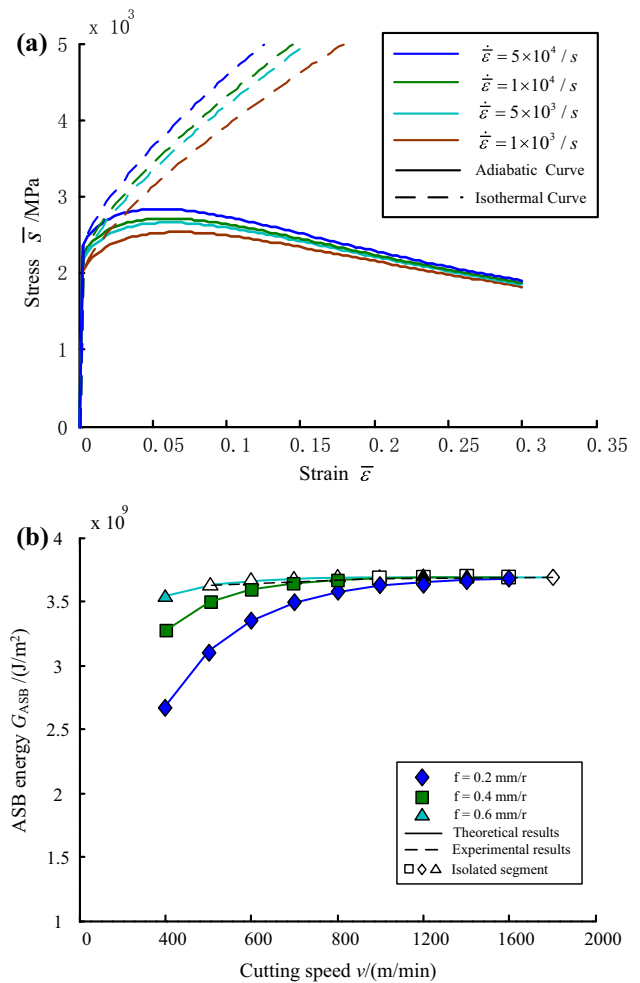 (a)
x 10³
5
4
3
2
1
0
Stress s̅ /MPa
0 0.05 0.1 0.15 0.2 0.25 0.3 0.35
Strain ε̅
ε̅̇ = 5×10⁴ / s
ε̅̇ = 1×10⁴ / s
ε̅̇ = 5×10³ / s
ε̅̇ = 1×10³ / s
Adiabatic Curve
Isothermal Curve
(b)
x 10⁹
4
3.5
3
2.5
2
1.5
1
ASB energy G_ASB /(J/m²)
f = 0.2 mm/r
f = 0.4 mm/r
f = 0.6 mm/r
Theoretical results
Experimental results
Isolated segment
0 400 600 700 800 1000 1200 1400 1600 2000
Cutting speed v/(m/min)